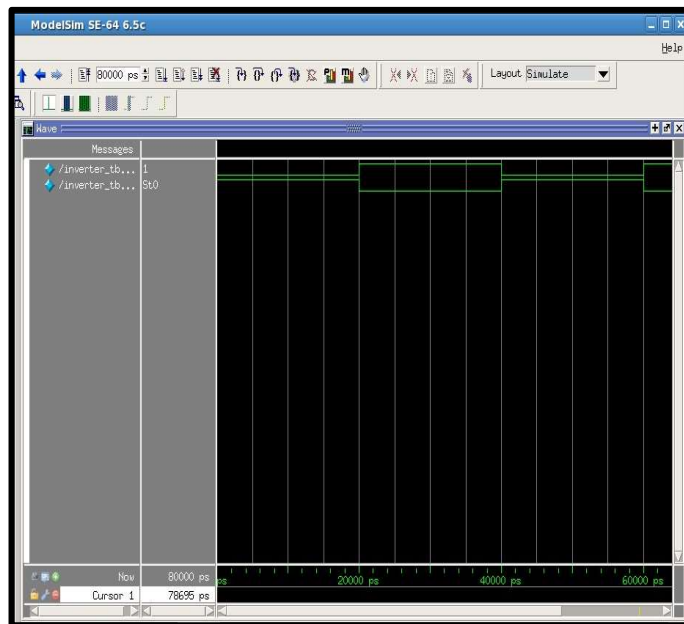 ModelSim SE-64 6.5c
Help
80000 ps
Layout Simulate
Wave
Messages
/inverter_tb... 1
/inverter_tb... St0
Now 80000 ps
ps 20000 ps 40000 ps 60000 ps
Cursor 1 78695 ps